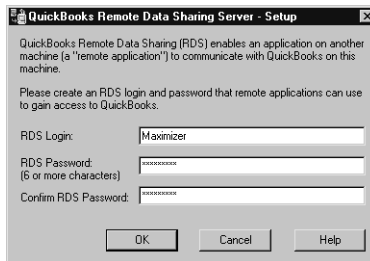 QuickBooks Remote Data Sharing Server - Setup
QuickBooks Remote Data Sharing (RDS) enables an application on another
machine (a "remote application") to communicate with QuickBooks on this
machine.
Please create an RDS login and password that remote applications can use
to gain access to QuickBooks.
RDS Login: Maximizer
RDS Password: xxxxxxxxx
(6 or more characters)
Confirm RDS Password: xxxxxxxxx
OK Cancel Help